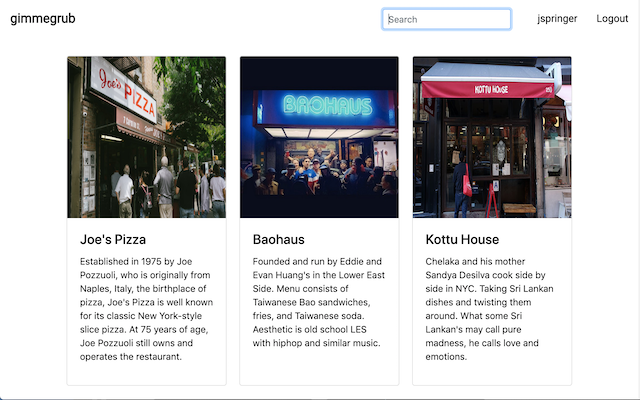 gimmegrub
Search
jspringer
Logout
Joe's PIZZA
BAOHAUS
KOTTU HOUSE
Joe's Pizza
Established in 1975 by Joe
Pozzuoli, who is originally from
Naples, Italy, the birthplace of
pizza, Joe's Pizza is well known
for its classic New York-style
slice pizza. At 75 years of age,
Joe Pozzuoli still owns and
operates the restaurant.
Baohaus
Founded and run by Eddie and
Evan Huang's in the Lower East
Side. Menu consists of
Taiwanese Bao sandwiches,
fries, and Taiwanese soda.
Aesthetic is old school LES
with hiphop and similar music.
Kottu House
Chelaka and his mother
Sandya Desilva cook side by
side in NYC. Taking Sri Lankan
dishes and twisting them
around. What some Sri
Lankan's may call pure
madness, he calls love and
emotions.